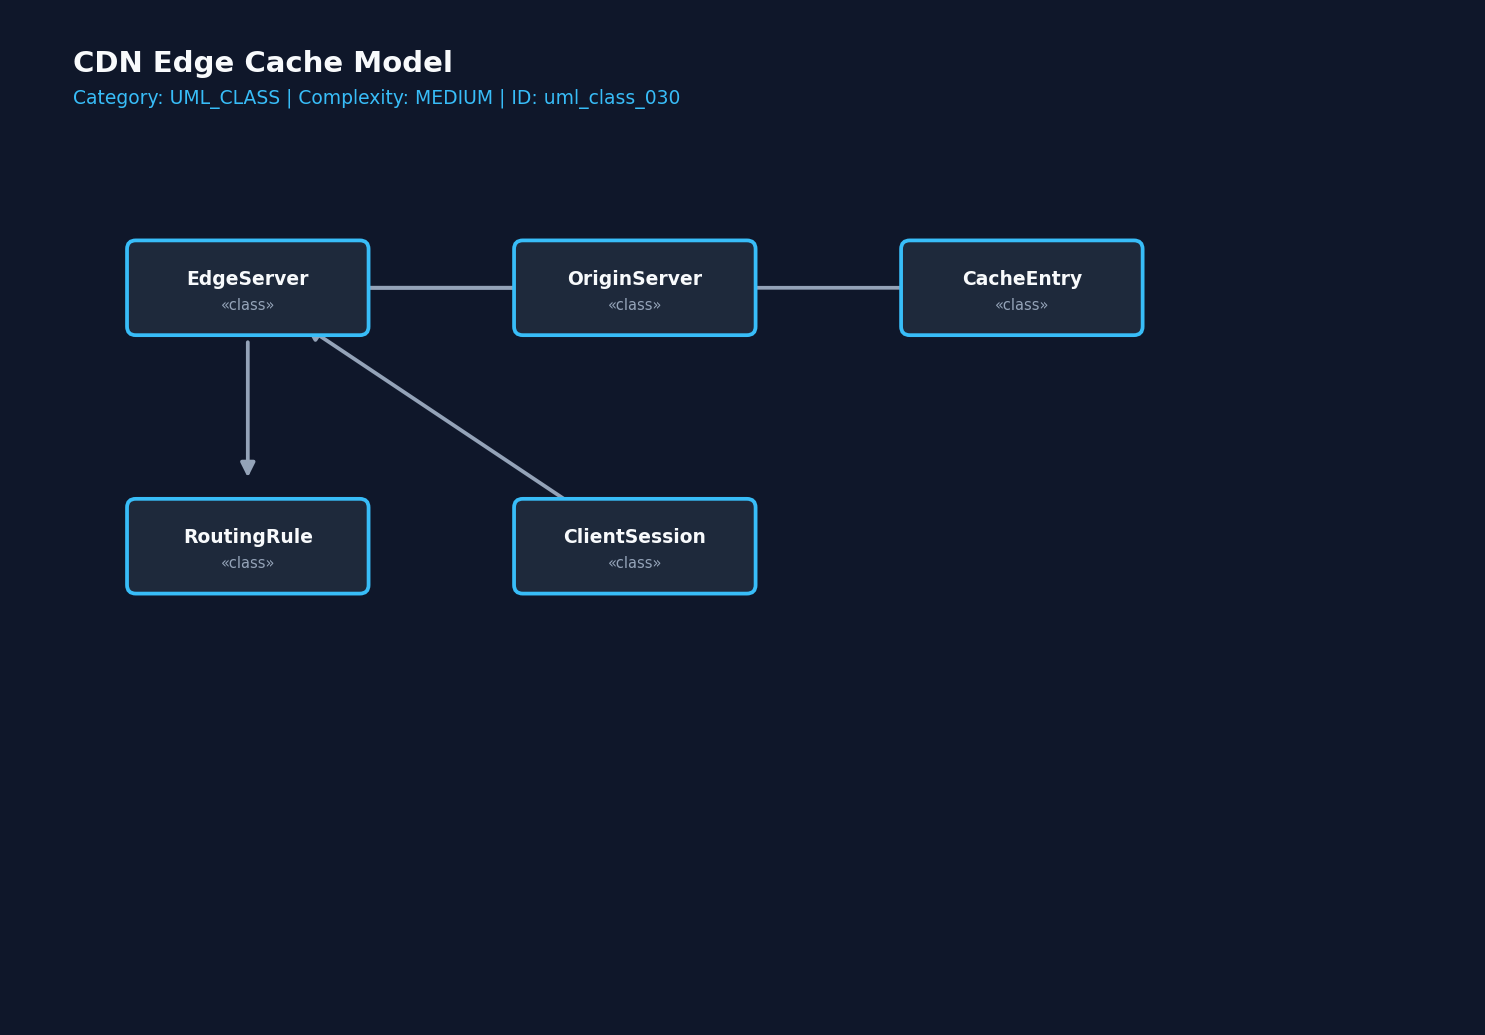 CDN Edge Cache Model
Category: UML_CLASS | Complexity: MEDIUM | ID: uml_class_030
EdgeServer
«class»
OriginServer
«class»
CacheEntry
«class»
RoutingRule
«class»
ClientSession
«class»